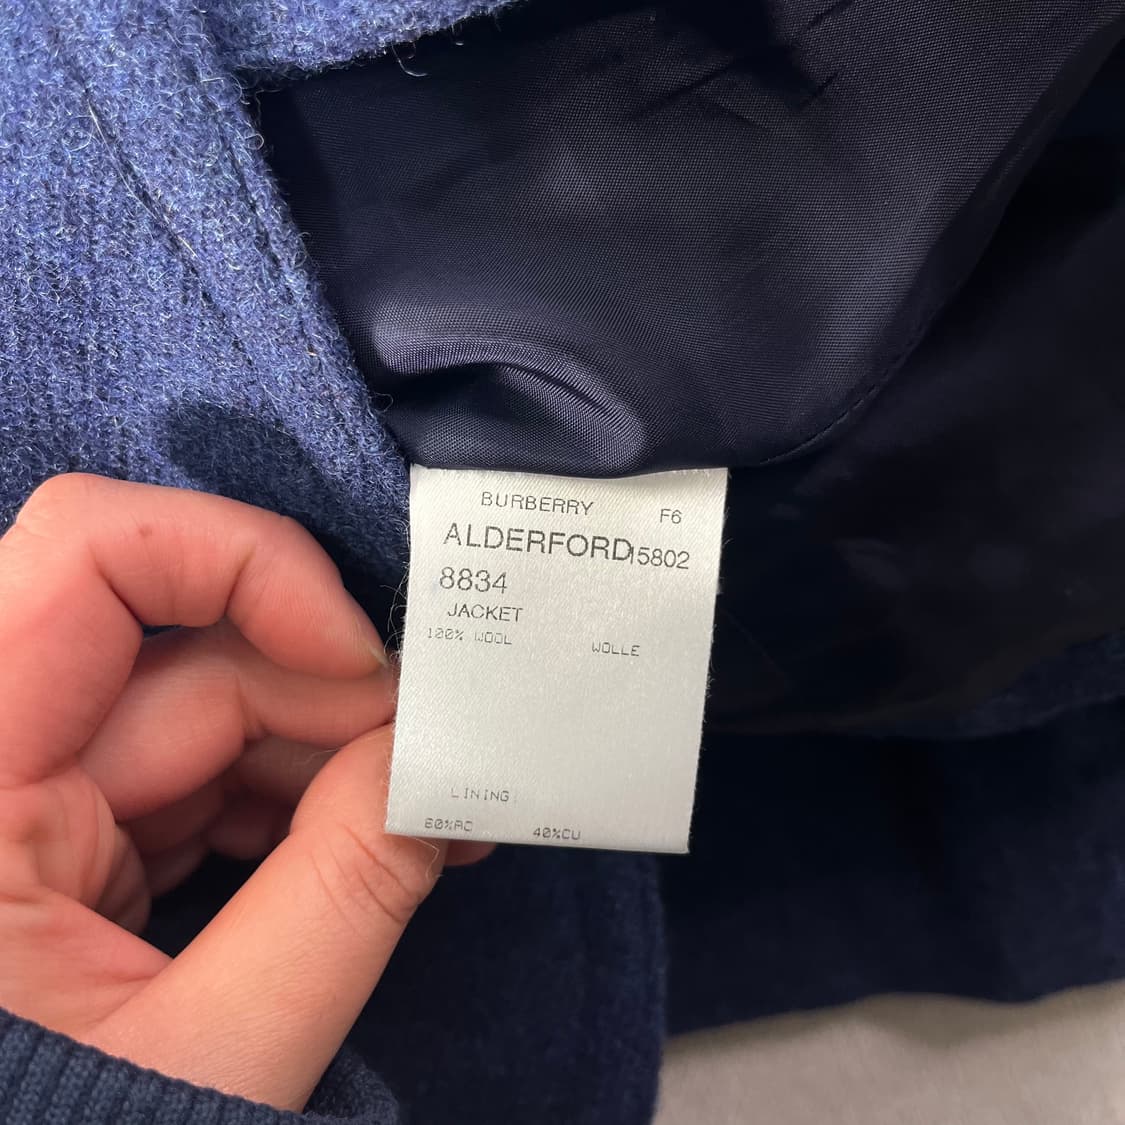 BURBERRY F6
ALDERFORD 15802
8834
JACKET
100% WOOL WOLLE
LINING:
60%AC 40%CU